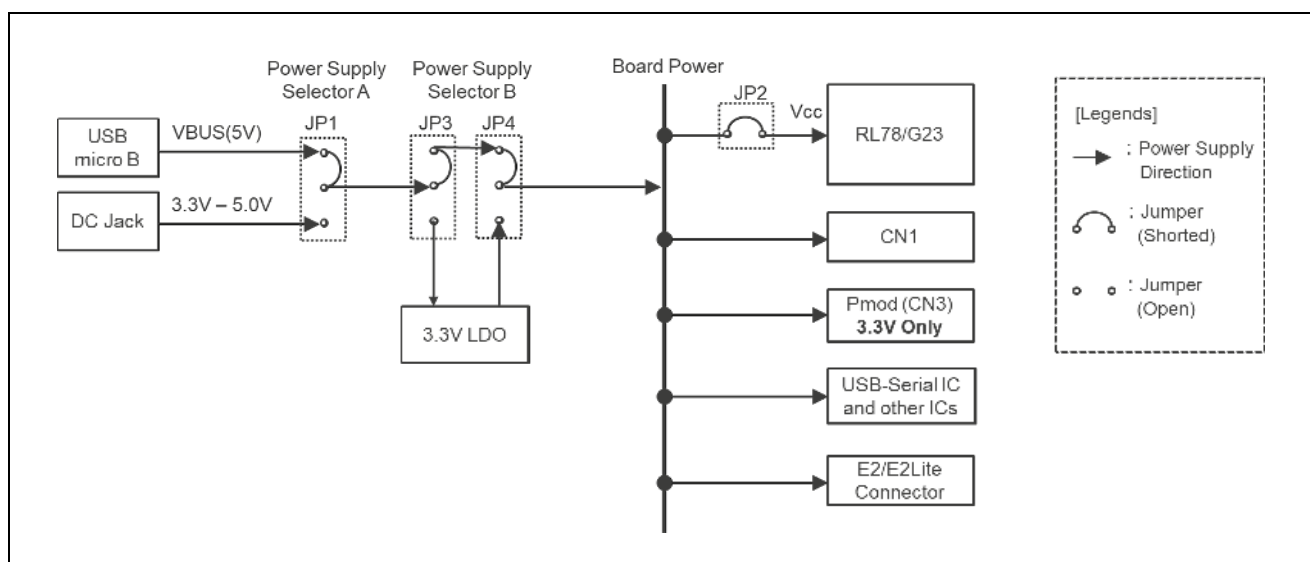 Power Supply
Selector A
Power Supply
Selector B
Board Power
JP1
JP3
JP4
JP2
Vcc
USB
micro B
VBUS(5V)
DC Jack
3.3V – 5.0V
3.3V LDO
RL78/G23
CN1
Pmod (CN3)
3.3V Only
USB-Serial IC
and other ICs
E2/E2Lite
Connector
[Legends]
: Power Supply
Direction
: Jumper
(Shorted)
: Jumper
(Open)